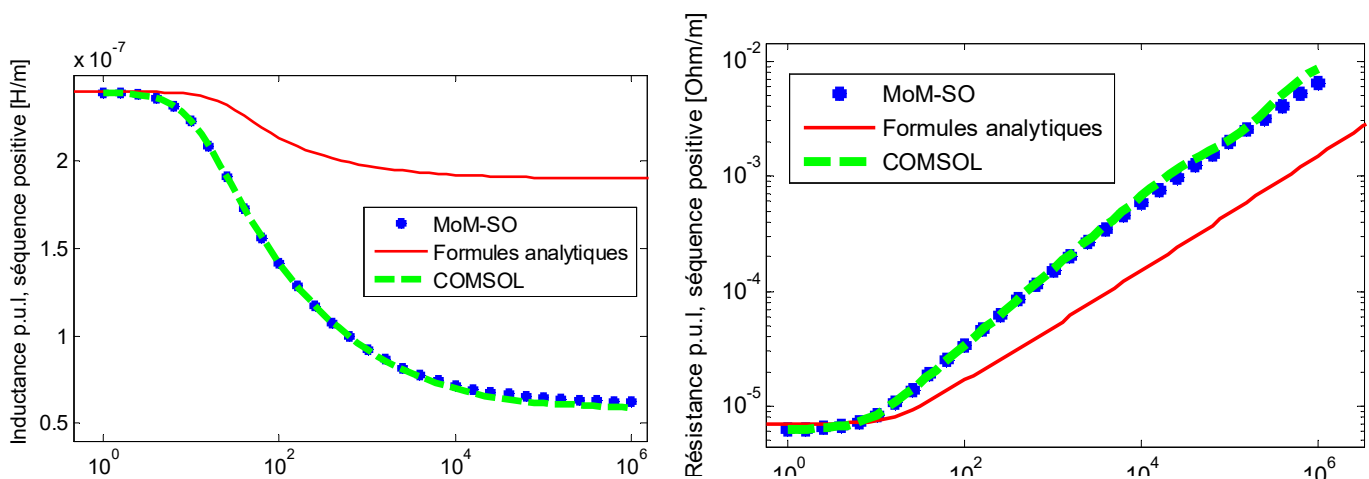 Inductance p.u.l, séquence positive [H/m]
x 10^-7
2
1.5
1
0.5
10^0
10^2
10^4
10^6
MoM-SO
Formules analytiques
COMSOL
Résistance p.u.l, séquence positive [Ohm/m]
10^-2
10^-3
10^-4
10^-5
10^0
10^2
10^4
10^6
MoM-SO
Formules analytiques
COMSOL